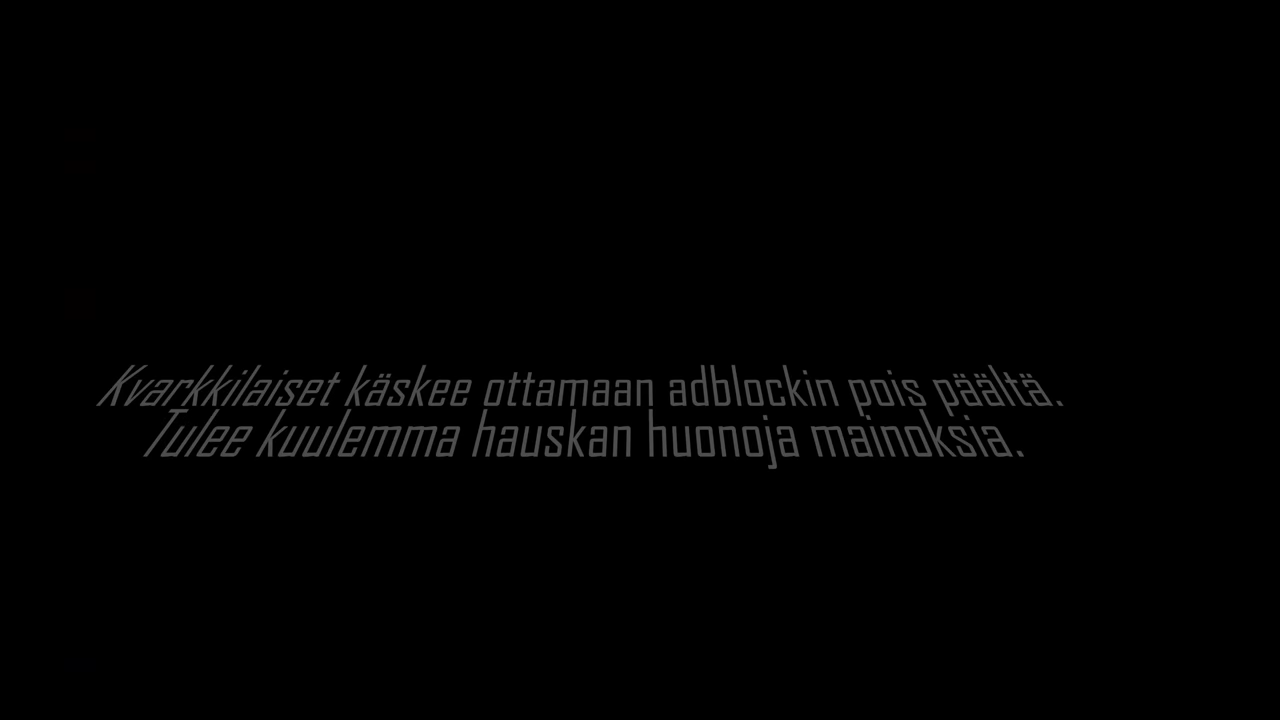 Kvarkkilaiset käskee ottamaan adblockin pois päältä.
Tulee kuulemma hauskan huonoja mainoksia.